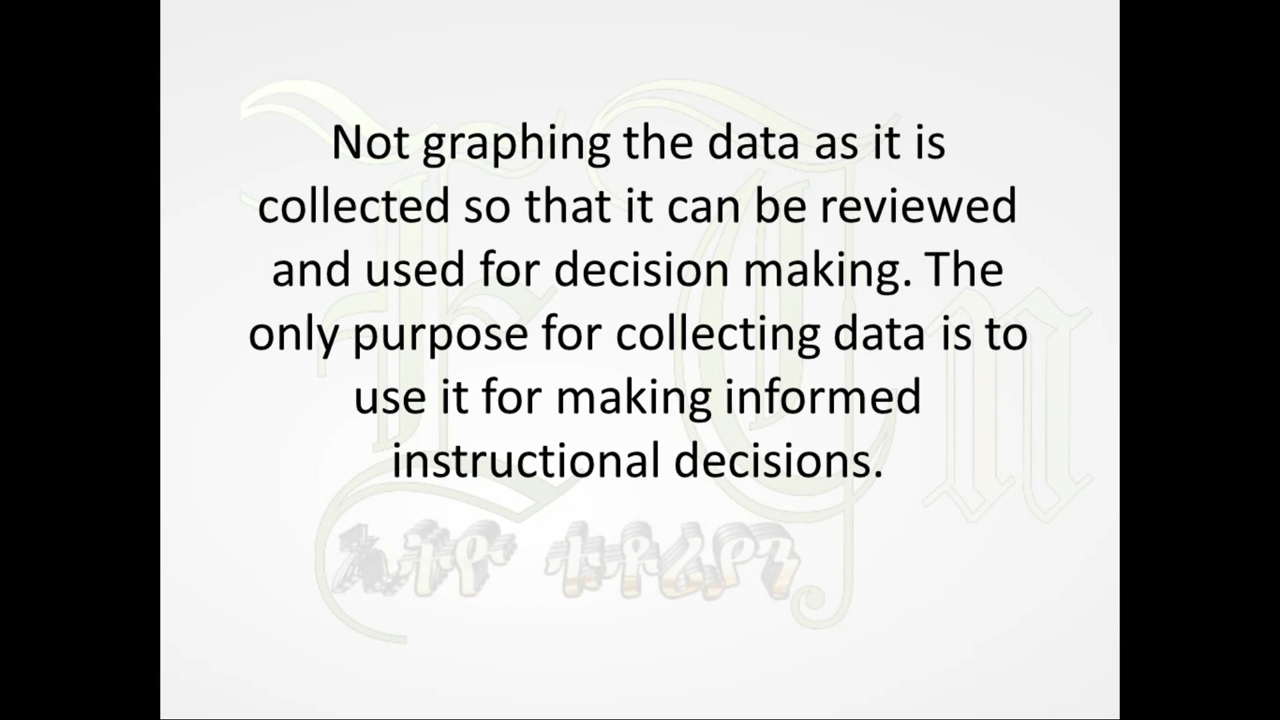 Not graphing the data as it is
collected so that it can be reviewed
and used for decision making. The
only purpose for collecting data is to
use it for making informed
instructional decisions.